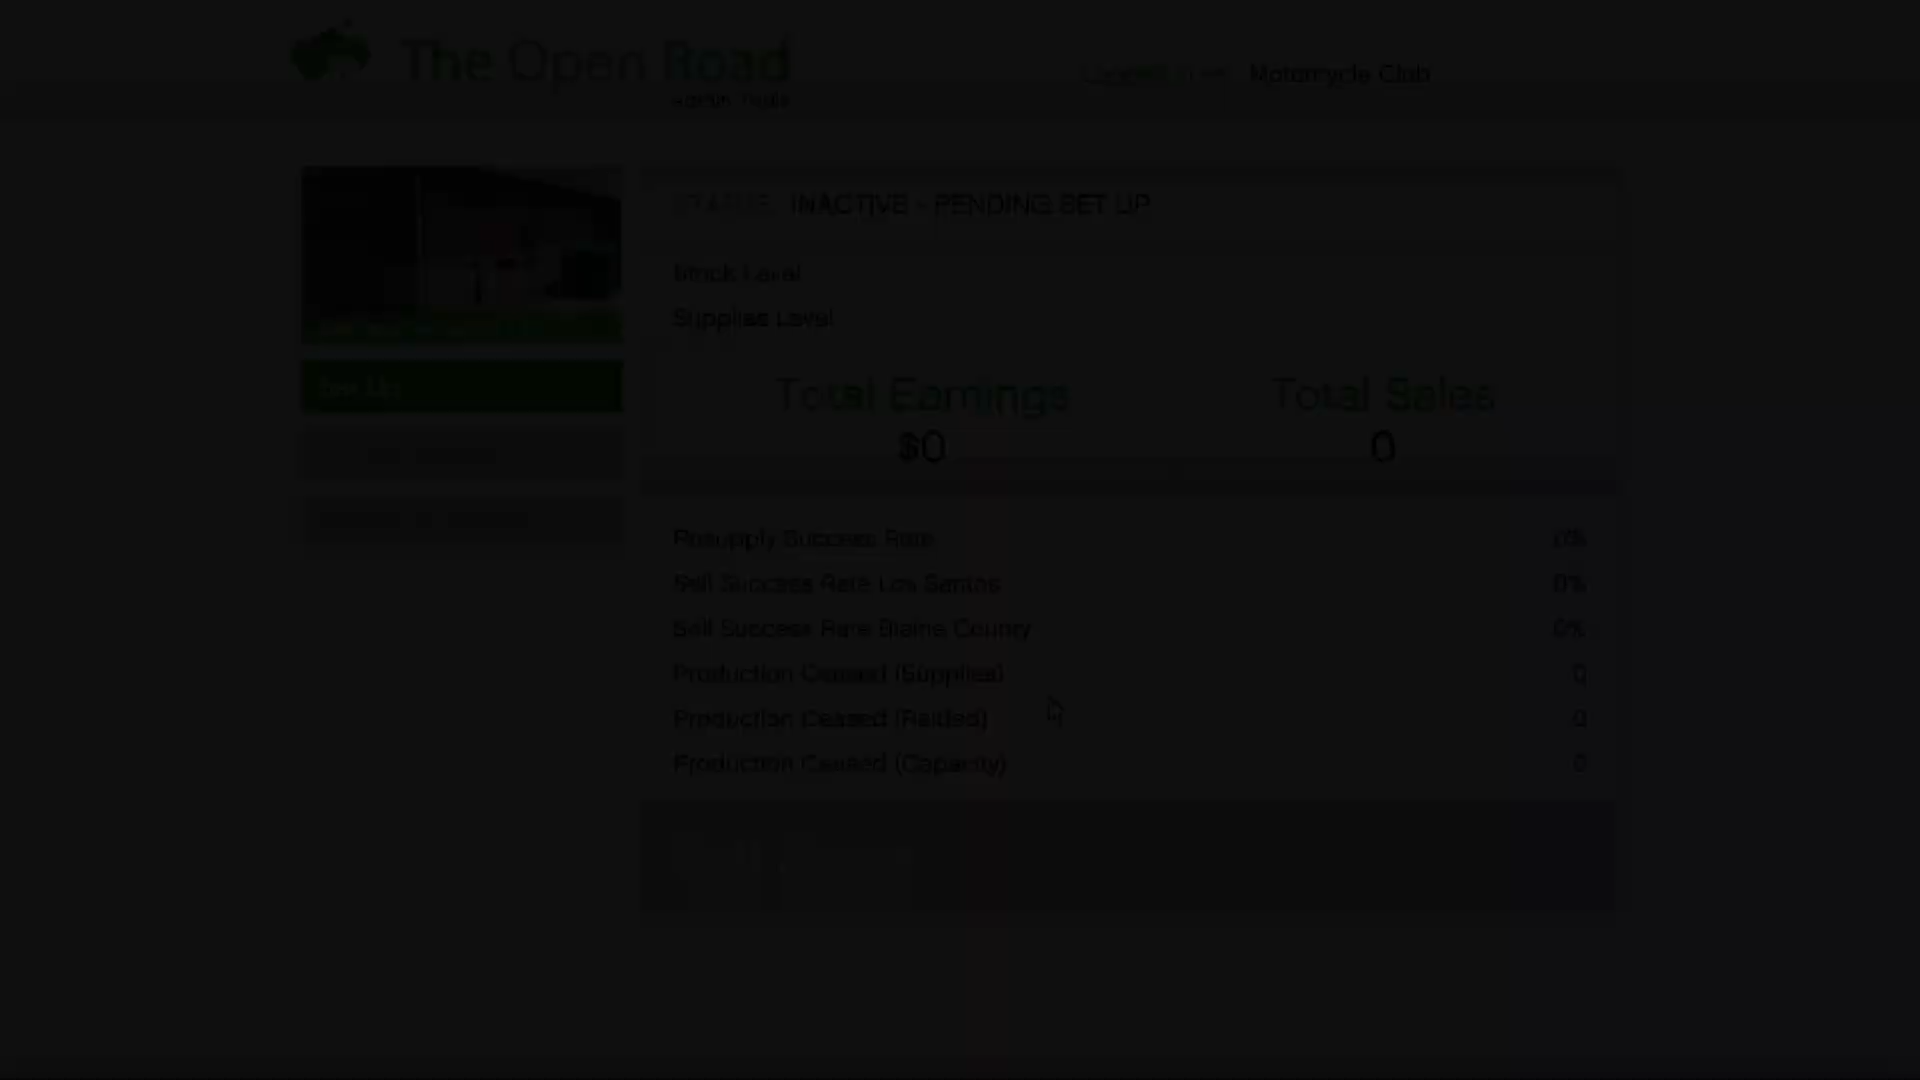 The Open Road
Motorcycle Club
STATUS: INACTIVE - PENDING SET UP
Stock Level
Supplies Level
Set Up
Total Earnings
Total Sales
$0
0
Resupply Success Rate
0%
Sell Success Rate Los Santos
0%
Sell Success Rate Blaine County
0%
Production Ceased (Supplies)
0
Production Ceased (Raided)
0
Production Ceased (Capacity)
0